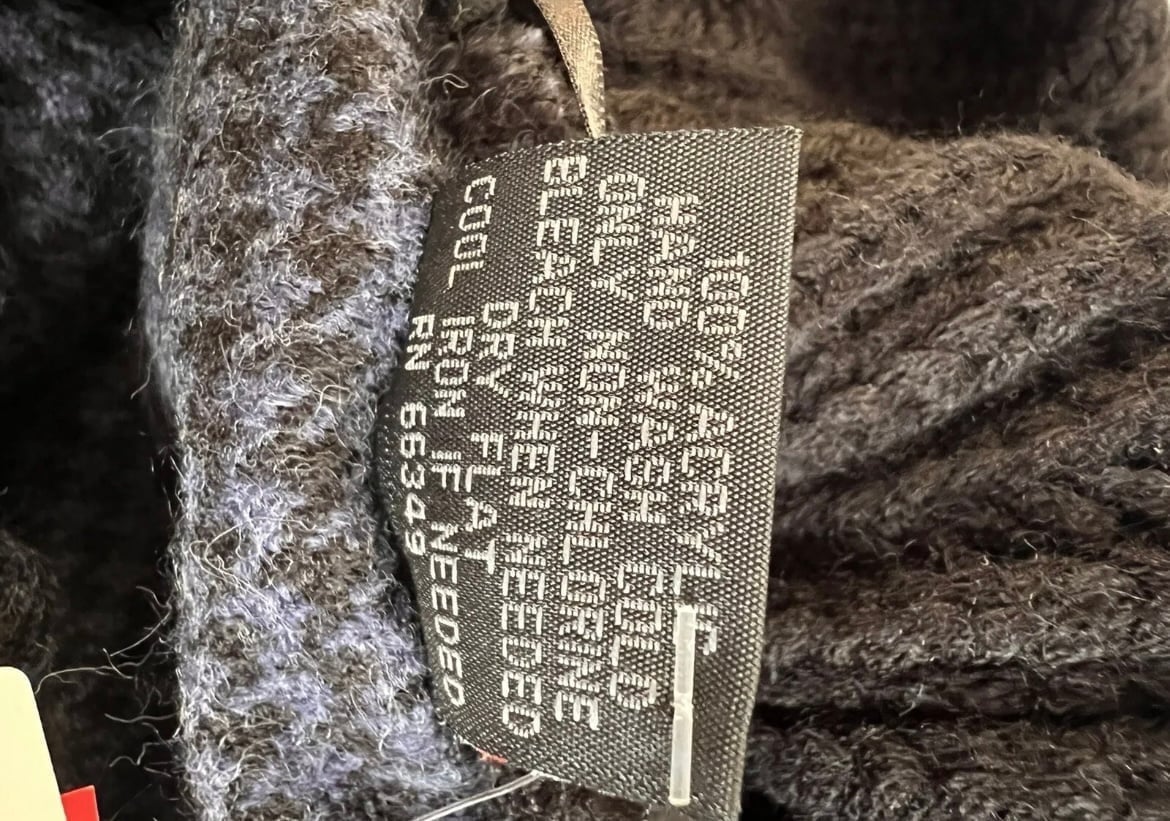 100% ACRYLIC
HAND WASH COLD
ONLY NON-CHLORINE
BLEACH WHEN NEEDED
DRY FLAT
COOL IRON IF NEEDED
RN 66349